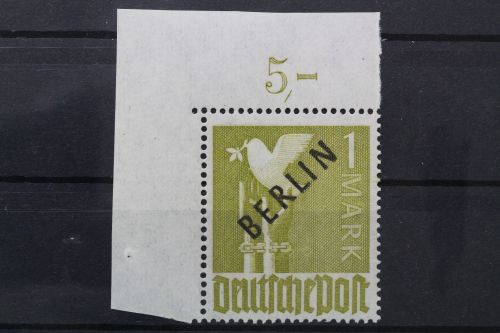 5,-
1 MARK
BERLIN
Deutsche Post